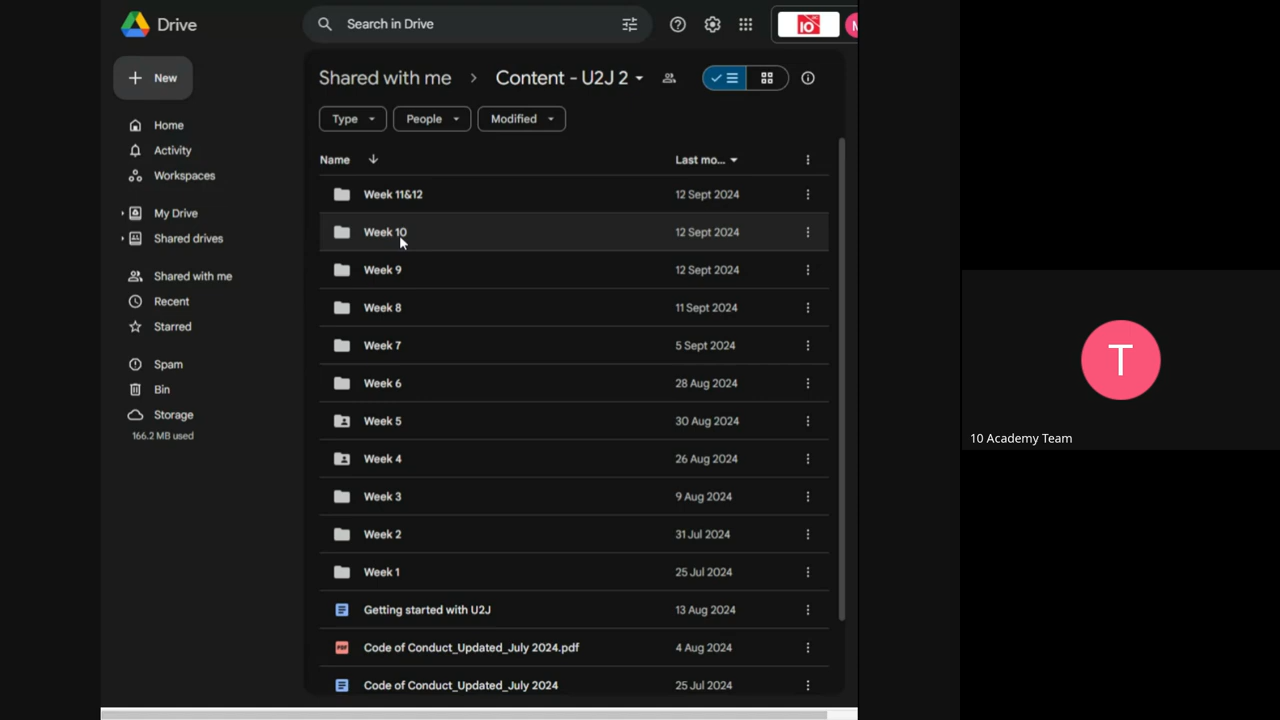 Drive
Search in Drive
10
M
New
Shared with me
Content - U2J 2
Type
People
Modified
Home
Activity
Workspaces
My Drive
Shared drives
Shared with me
Recent
Starred
Spam
Bin
Storage
166.2 MB used
Name
Last mo...
Week 11&12
12 Sept 2024
Week 10
12 Sept 2024
Week 9
12 Sept 2024
Week 8
11 Sept 2024
Week 7
5 Sept 2024
Week 6
28 Aug 2024
Week 5
30 Aug 2024
Week 4
26 Aug 2024
Week 3
9 Aug 2024
Week 2
31 Jul 2024
Week 1
25 Jul 2024
Getting started with U2J
13 Aug 2024
PDF
Code of Conduct_Updated_July 2024.pdf
4 Aug 2024
Code of Conduct_Updated_July 2024
25 Jul 2024
T
10 Academy Team